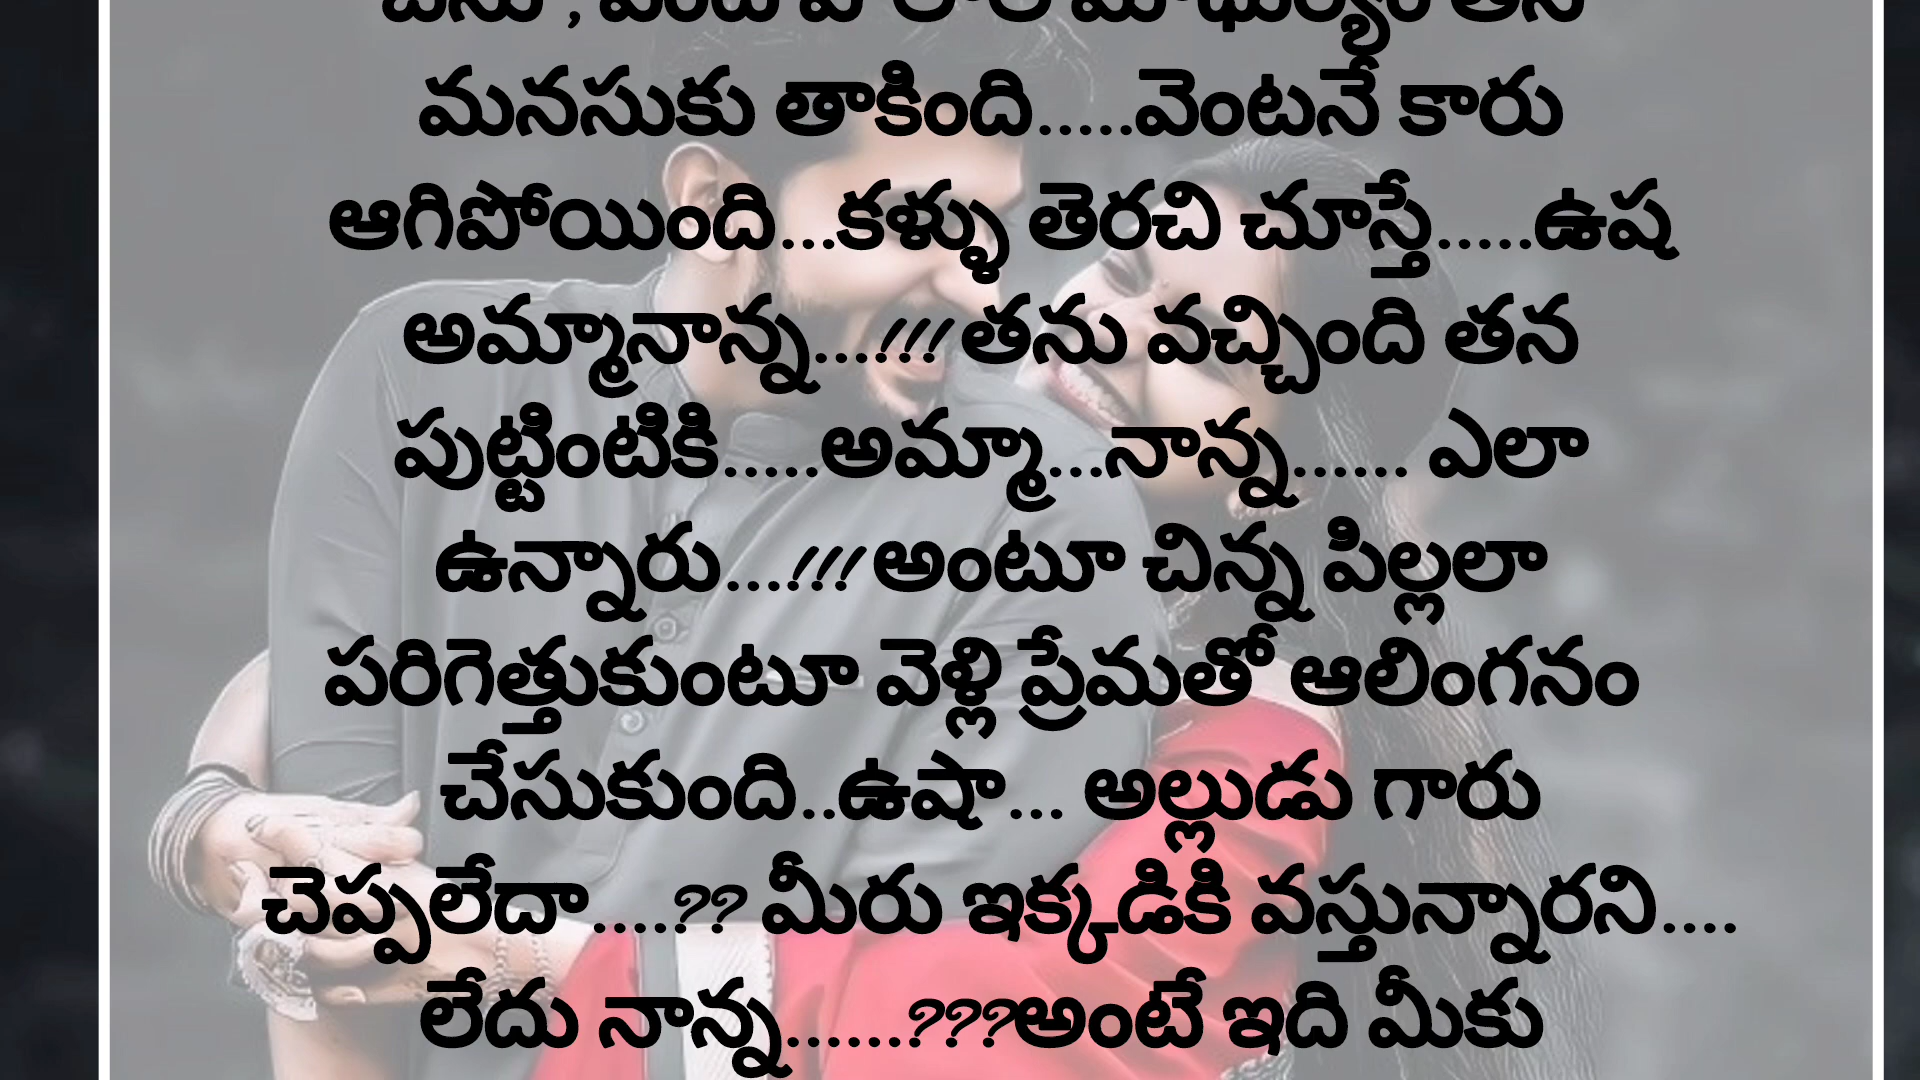 మనసుకు తాకింది.....వెంటనే కారు
ఆగిపోయింది...కళ్ళు తెరచి చూస్తే.....ఉష
అమ్మానాన్న...!!! తను వచ్చింది తన
పుట్టింటికి.....అమ్మా...నాన్న...... ఎలా
ఉన్నారు...!!! అంటూ చిన్న పిల్లలా
పరిగెత్తుకుంటూ వెళ్లి ప్రేమతో ఆలింగనం
చేసుకుంది..ఉషా... అల్లుడు గారు
చెప్పలేదా....?? మీరు ఇక్కడికి వస్తున్నారని....
లేదు నాన్న......???అంటే ఇది మీకు